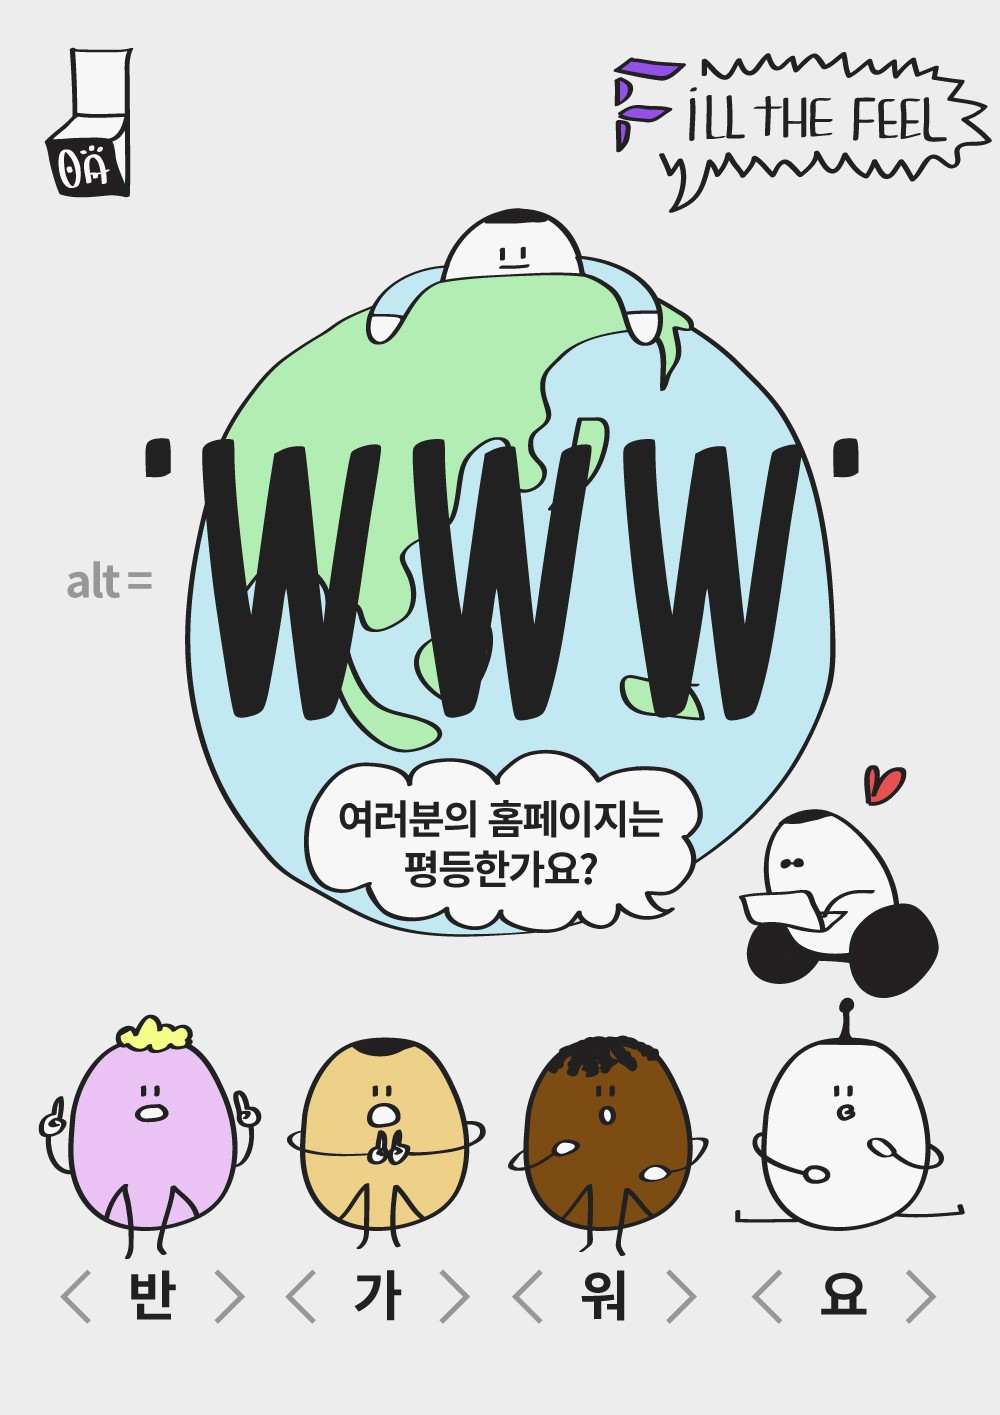 OA
FiLL THE FEEL
alt = ' WWW '
여러분의 홈페이지는
평등한가요?
< 반 > < 가 > < 워 > < 요 >